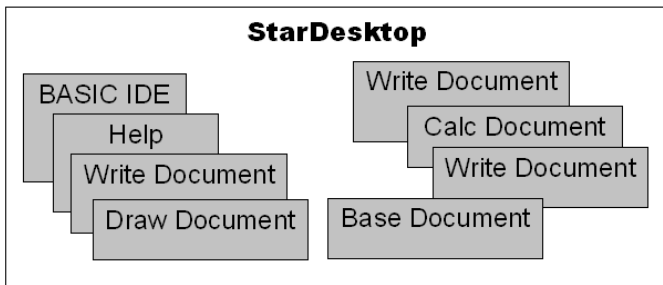 StarDesktop
BASIC IDE
Help
Write Document
Draw Document
Write Document
Calc Document
Write Document
Base Document